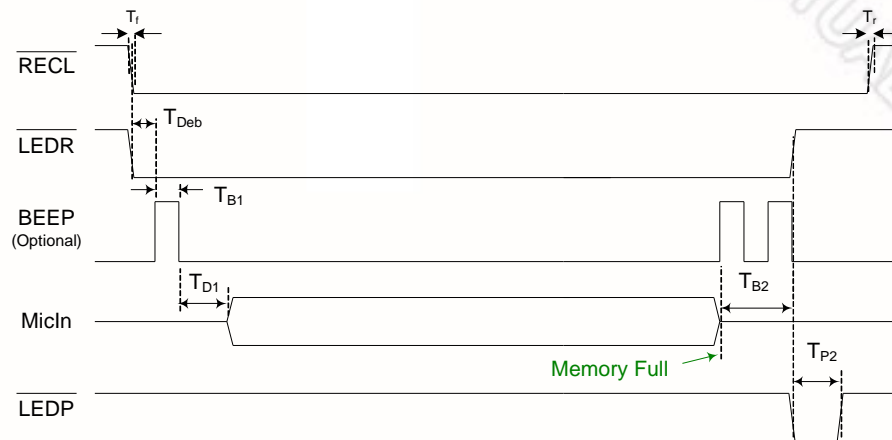 Tf
Tr
RECL
TDeb
LEDR
TB1
BEEP
(Optional)
TD1
TB2
MicIn
TP2
Memory Full
LEDP